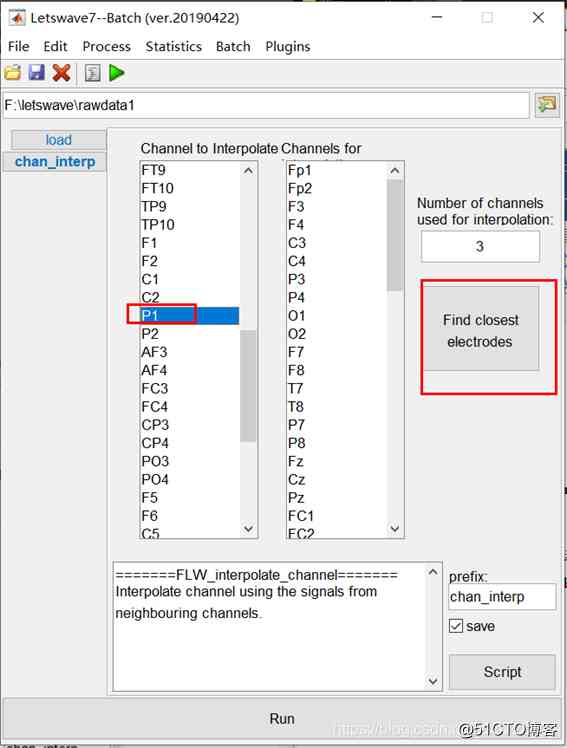 Letswave7--Batch (ver.20190422)
File Edit Process Statistics Batch Plugins
F:\letswave\rawdata1
load
chan_interp
Channel to Interpolate
FT9
FT10
TP9
TP10
F1
F2
C1
C2
P1
P2
AF3
AF4
FC3
FC4
CP3
CP4
PO3
PO4
F5
F6
C5
Channels for
Fp1
Fp2
F3
F4
C3
C4
P3
P4
O1
O2
F7
F8
T7
T8
P7
P8
Fz
Cz
Pz
FC1
FC2
Number of channels
used for interpolation:
3
Find closest
electrodes
=======FLW_interpolate_channel=======
Interpolate channel using the signals from
neighbouring channels.
prefix:
chan_interp
save
Script
Run
https://blog.csdn.
@51CTO博客
chan_interp